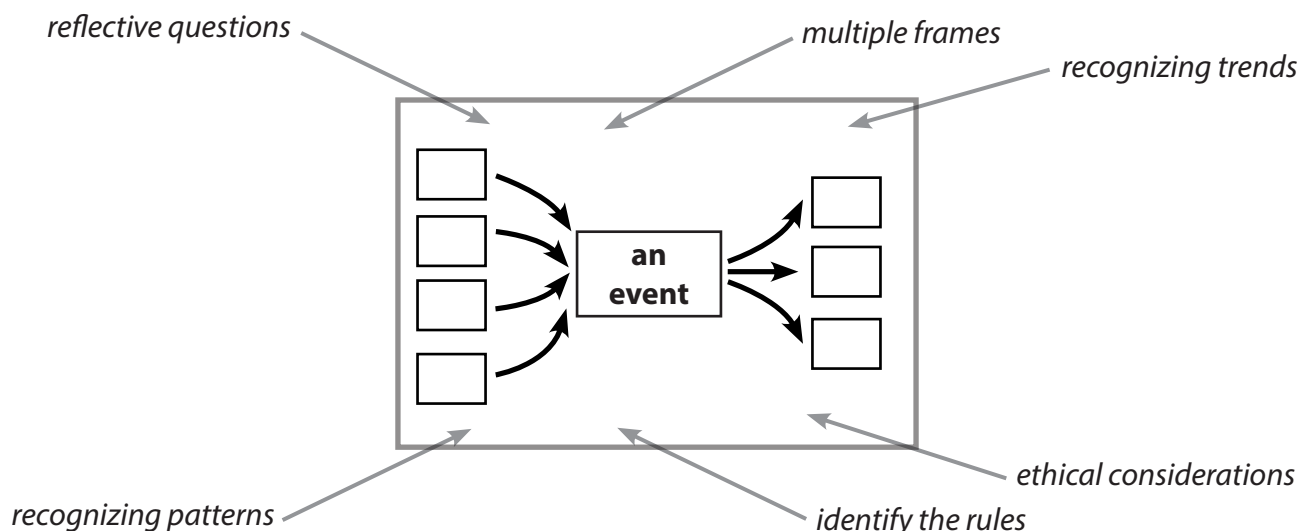 reflective questions
multiple frames
recognizing trends
an
event
ethical considerations
recognizing patterns
identify the rules